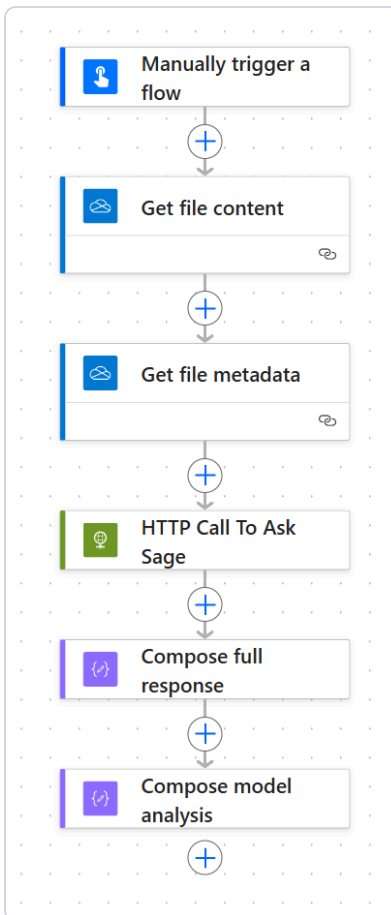 Manually trigger a
flow
Get file content
Get file metadata
HTTP Call To Ask
Sage
Compose full
response
Compose model
analysis